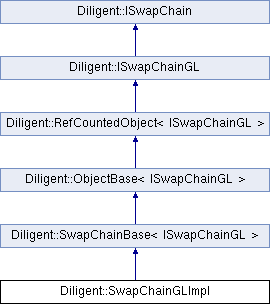 Diligent::ISwapChain
Diligent::ISwapChainGL
Diligent::RefCountedObject< ISwapChainGL >
Diligent::ObjectBase< ISwapChainGL >
Diligent::SwapChainBase< ISwapChainGL >
Diligent::SwapChainGLImpl